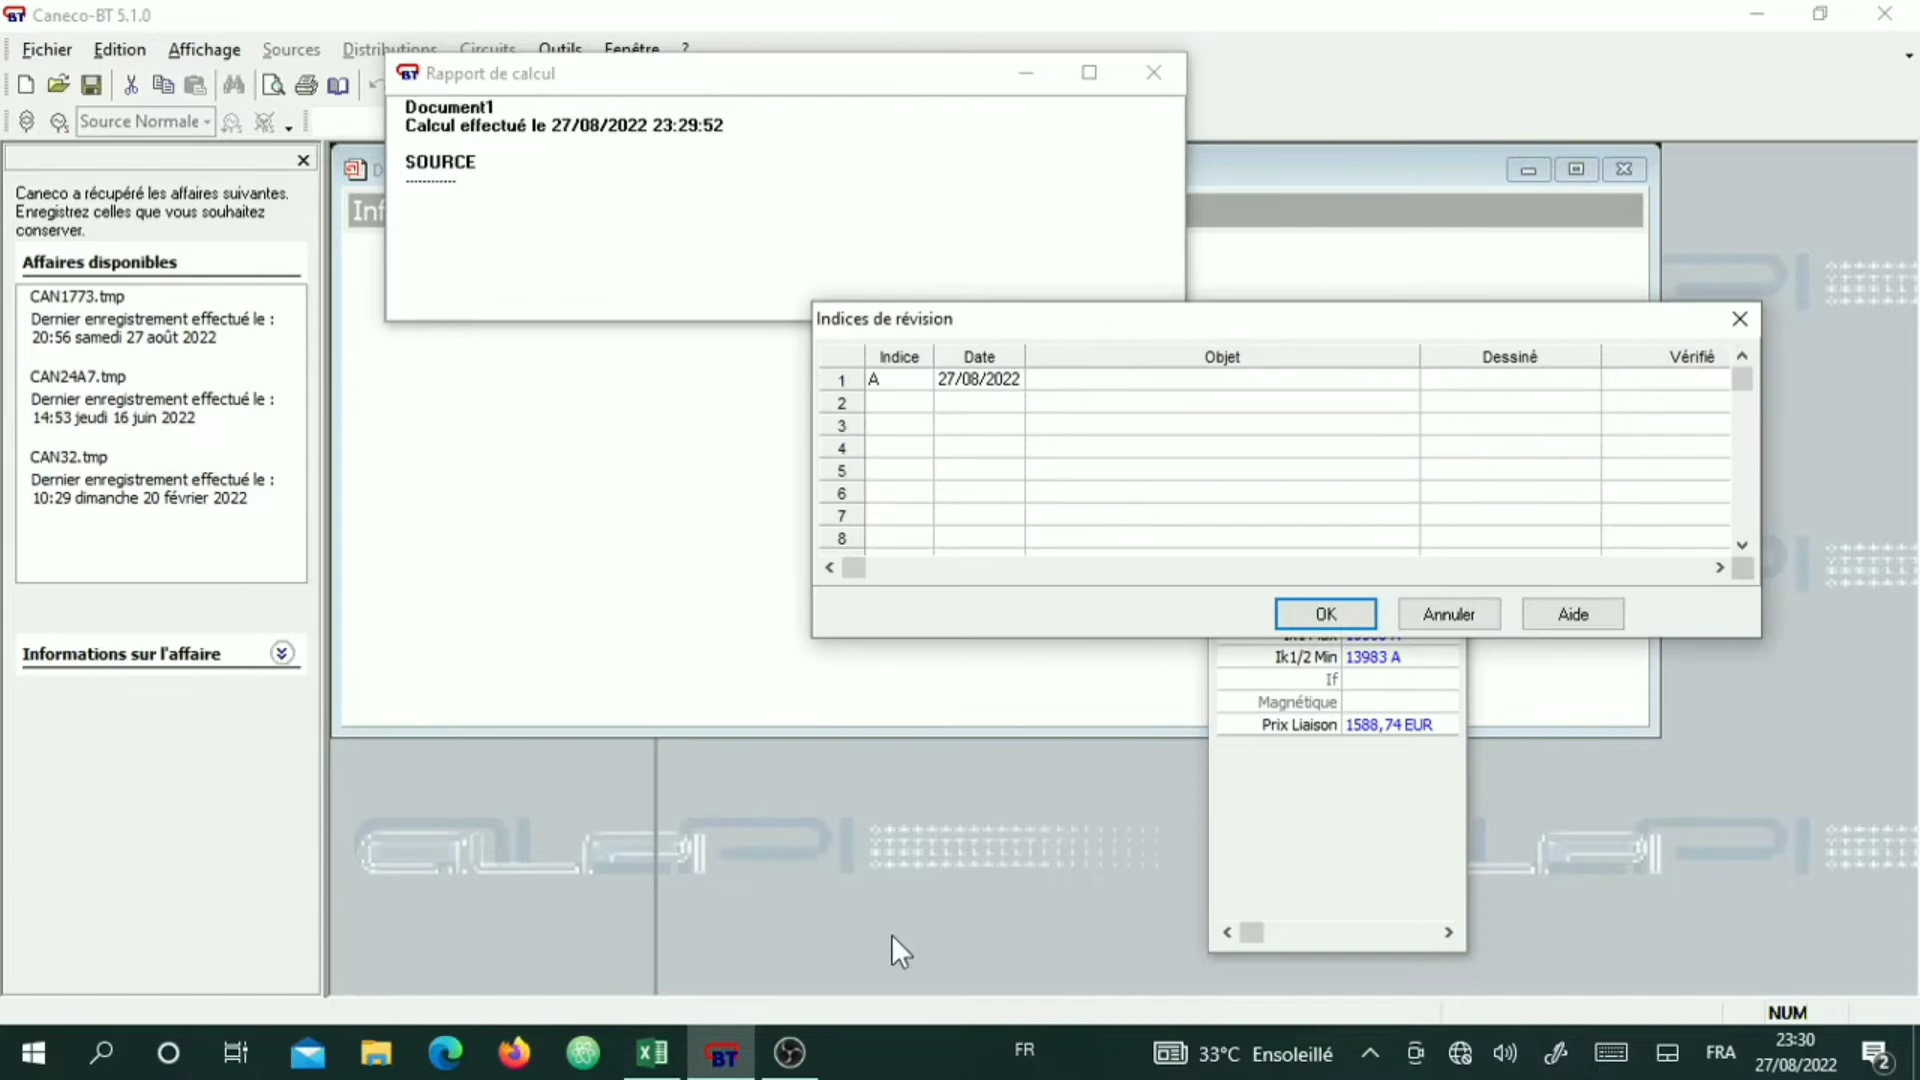 Caneco-BT 5.1.0
Fichier Edition Affichage Sources Distributions Circuits Outils Fenêtre ?
Source Normale
Rapport de calcul
Document1
Calcul effectué le 27/08/2022 23:29:52
SOURCE
------------
Caneco a récupéré les affaires suivantes.
Enregistrez celles que vous souhaitez
conserver.
Affaires disponibles
CAN1773.tmp
Dernier enregistrement effectué le :
20:56 samedi 27 août 2022
CAN24A7.tmp
Dernier enregistrement effectué le :
14:53 jeudi 16 juin 2022
CAN32.tmp
Dernier enregistrement effectué le :
10:29 dimanche 20 février 2022
Informations sur l'affaire
Inf
Indices de révision
Indice Date Objet Dessiné Vérifié
1 A 27/08/2022
2
3
4
5
6
7
8
OK Annuler Aide
Ik1/2 Min 13983 A
If
Magnétique
Prix Liaison 1588,74 EUR
ALPI
NUM
BT
FR
33°C Ensoleillé
FRA
23:30
27/08/2022
2